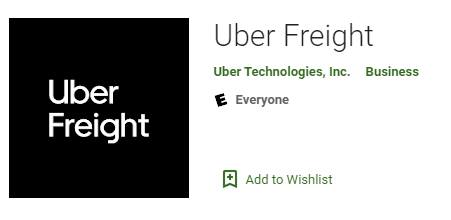 Uber
Freight
Uber Freight
Uber Technologies, Inc. Business
E Everyone
Add to Wishlist